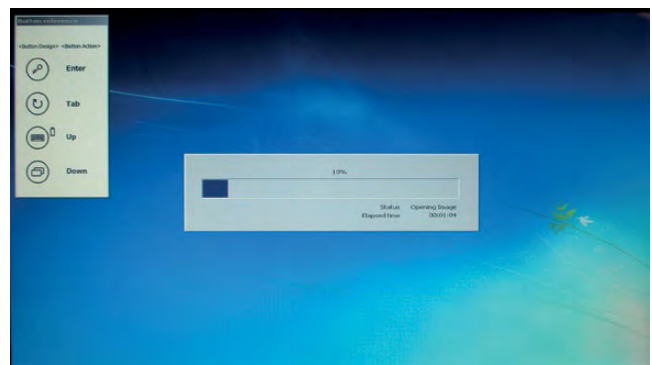 Button reference
<Button Design> <Button Action>
Enter
Tab
Up
Down
10%
Status Opening Image
Elapsed time 00:01:04